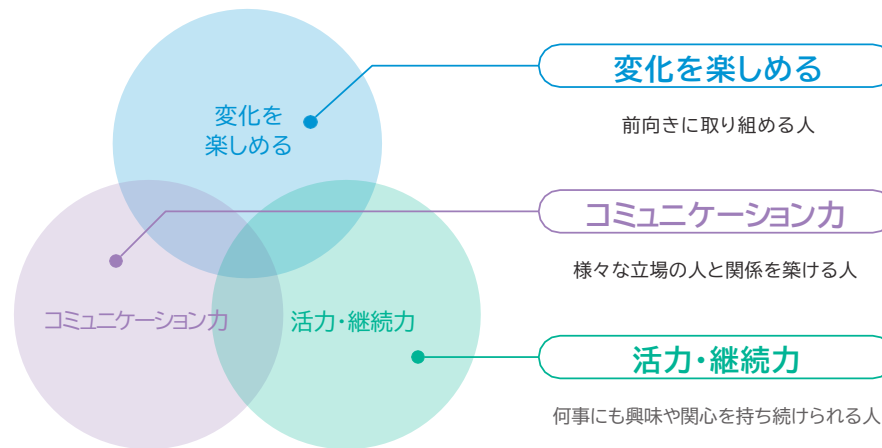 変化を
楽しめる
コミュニケーション力
活力・継続力
変化を楽しめる
前向きに取り組める人
コミュニケーション力
様々な立場の人と関係を築ける人
活力・継続力
何事にも興味や関心を持ち続けられる人